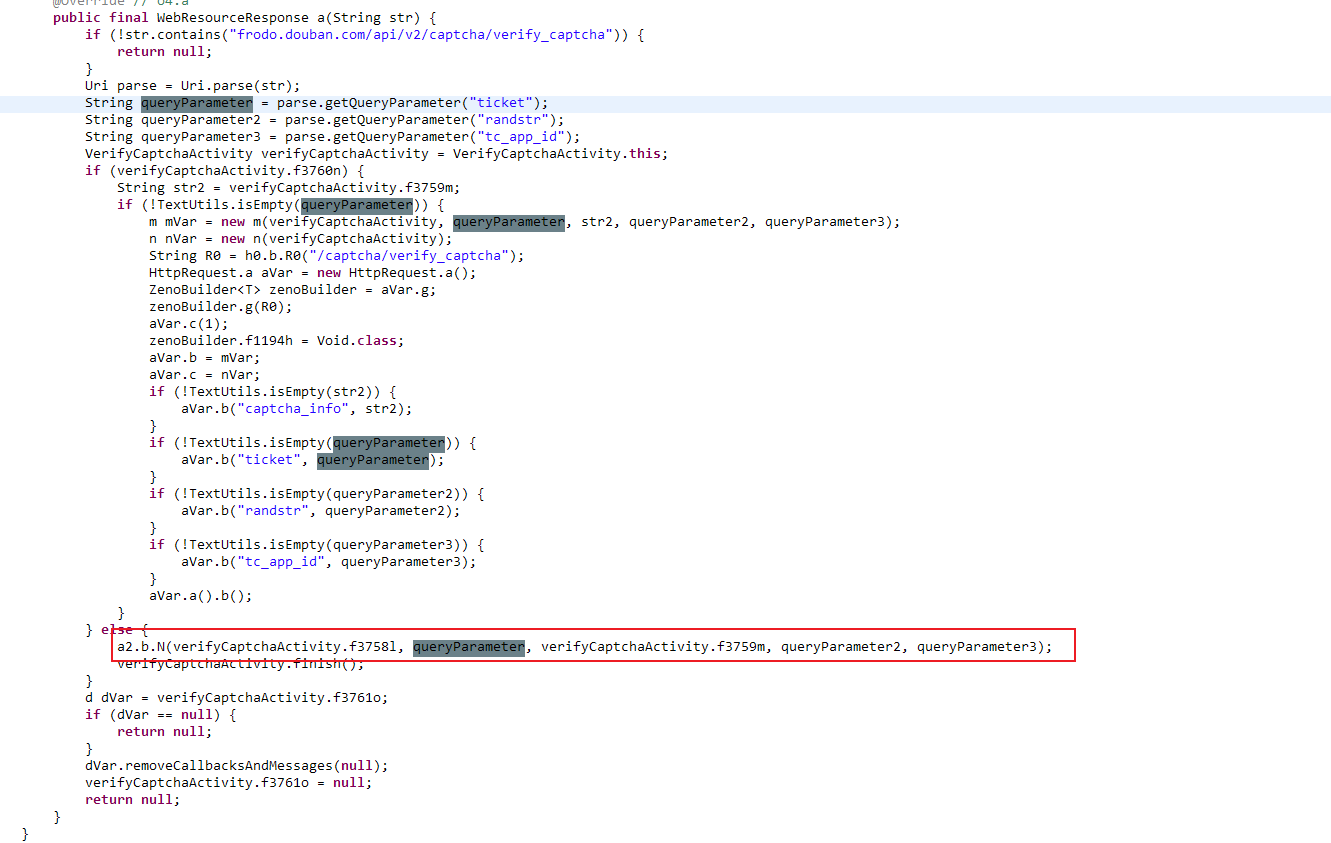 @Override // o4.a
public final WebResourceResponse a(String str) {
if (!str.contains("frodo.douban.com/api/v2/captcha/verify_captcha")) {
return null;
}
Uri parse = Uri.parse(str);
String queryParameter = parse.getQueryParameter("ticket");
String queryParameter2 = parse.getQueryParameter("randstr");
String queryParameter3 = parse.getQueryParameter("tc_app_id");
VerifyCaptchaActivity verifyCaptchaActivity = VerifyCaptchaActivity.this;
if (verifyCaptchaActivity.f3760n) {
String str2 = verifyCaptchaActivity.f3759m;
if (!TextUtils.isEmpty(queryParameter)) {
m mVar = new m(verifyCaptchaActivity, queryParameter, str2, queryParameter2, queryParameter3);
n nVar = new n(verifyCaptchaActivity);
String R0 = h0.b.R0("/captcha/verify_captcha");
HttpRequest.a aVar = new HttpRequest.a();
ZenoBuilder<T> zenoBuilder = aVar.g;
zenoBuilder.g(R0);
aVar.c(1);
zenoBuilder.f1194h = Void.class;
aVar.b = mVar;
aVar.c = nVar;
if (!TextUtils.isEmpty(str2)) {
aVar.b("captcha_info", str2);
}
if (!TextUtils.isEmpty(queryParameter)) {
aVar.b("ticket", queryParameter);
}
if (!TextUtils.isEmpty(queryParameter2)) {
aVar.b("randstr", queryParameter2);
}
if (!TextUtils.isEmpty(queryParameter3)) {
aVar.b("tc_app_id", queryParameter3);
}
aVar.a().b();
}
} else {
a2.b.N(verifyCaptchaActivity.f3758l, queryParameter, verifyCaptchaActivity.f3759m, queryParameter2, queryParameter3);
verifyCaptchaActivity.finish();
}
d dVar = verifyCaptchaActivity.f3761o;
if (dVar == null) {
return null;
}
dVar.removeCallbacksAndMessages(null);
verifyCaptchaActivity.f3761o = null;
return null;
}
}